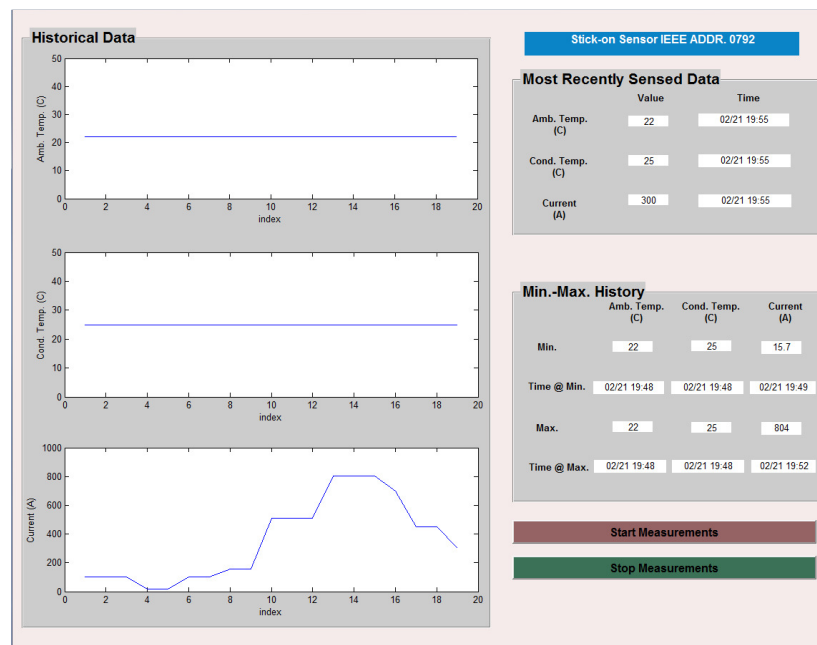 Historical Data
50
40
30
20
10
0
Amb. Temp. (C)
0 2 4 6 8 10 12 14 16 18 20
index
50
40
30
20
10
0
Cond. Temp. (C)
0 2 4 6 8 10 12 14 16 18 20
index
1000
800
600
400
200
0
Current (A)
0 2 4 6 8 10 12 14 16 18 20
index
Stick-on Sensor IEEE ADDR. 0792
Most Recently Sensed Data
Value Time
Amb. Temp. (C) 22 02/21 19:55
Cond. Temp. (C) 25 02/21 19:55
Current (A) 300 02/21 19:55
Min.-Max. History
Amb. Temp. (C) Cond. Temp. (C) Current (A)
Min. 22 25 15.7
Time @ Min. 02/21 19:48 02/21 19:48 02/21 19:49
Max. 22 25 804
Time @ Max. 02/21 19:48 02/21 19:48 02/21 19:52
Start Measurements
Stop Measurements